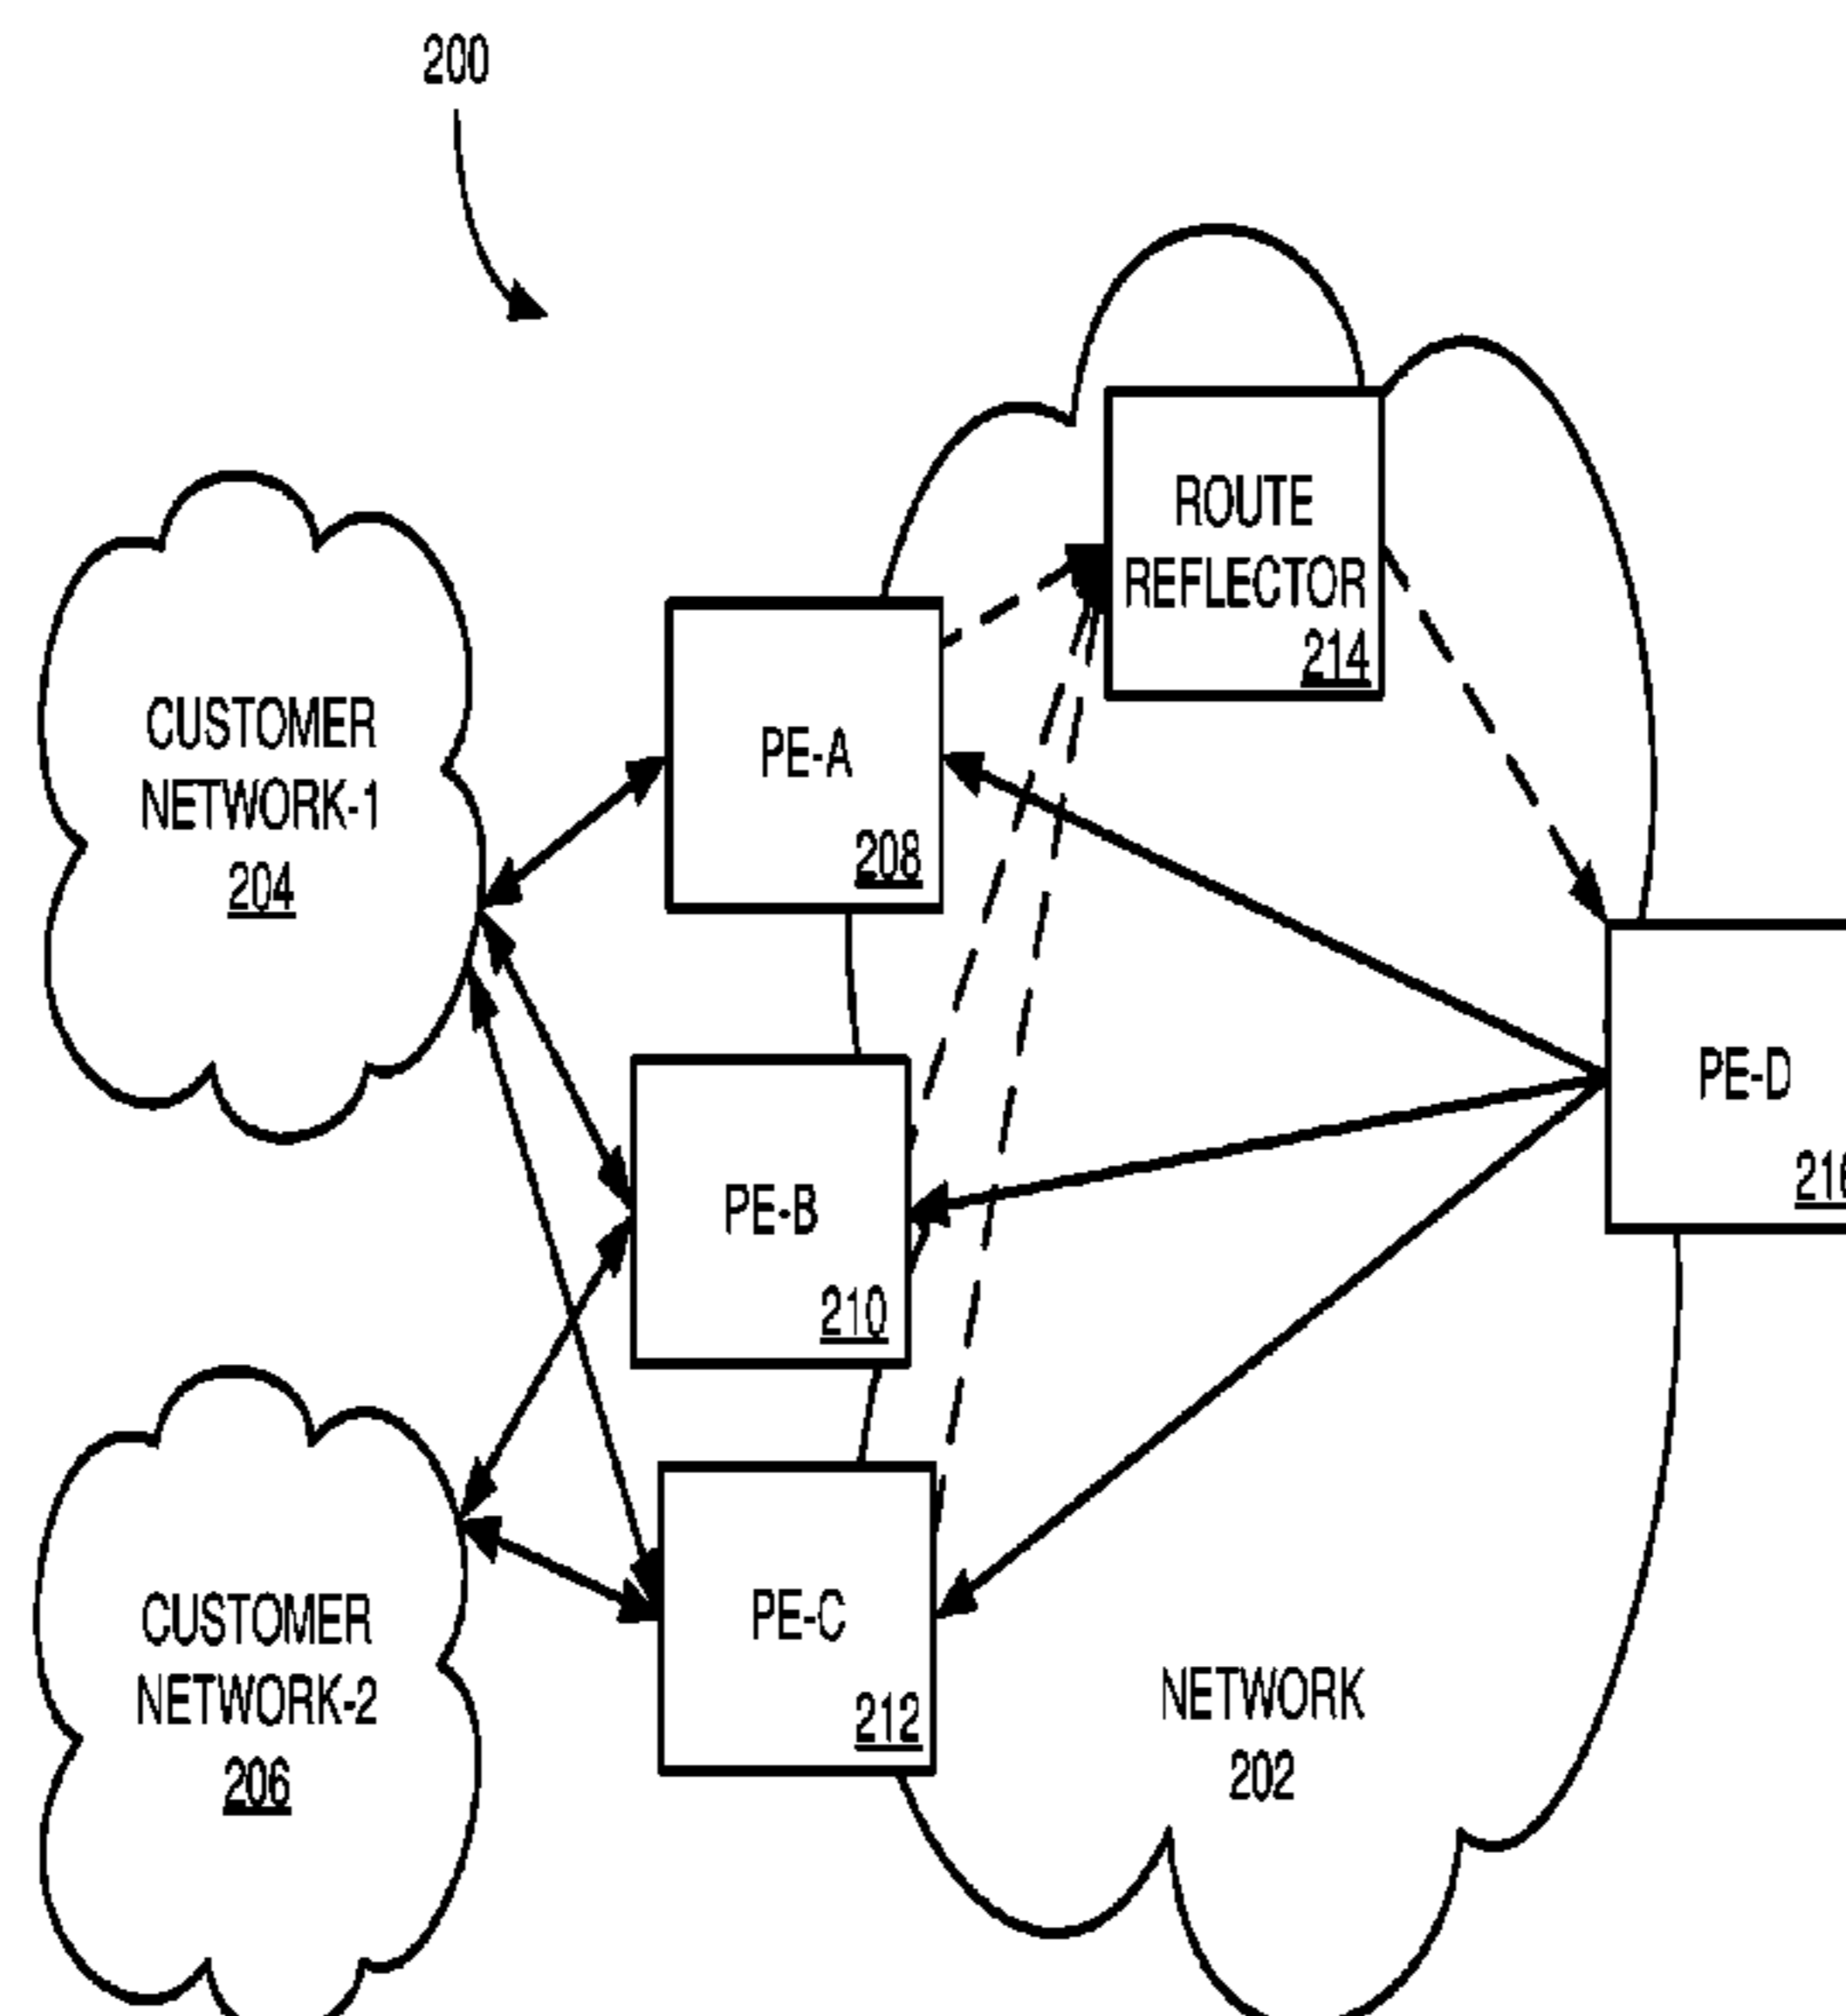 200
ROUTE
REFLECTOR
214
CUSTOMER
NETWORK-1
204
PE-A
208
PE-D
PE-B
210
CUSTOMER
NETWORK-2
206
PE-C
212
NETWORK
202